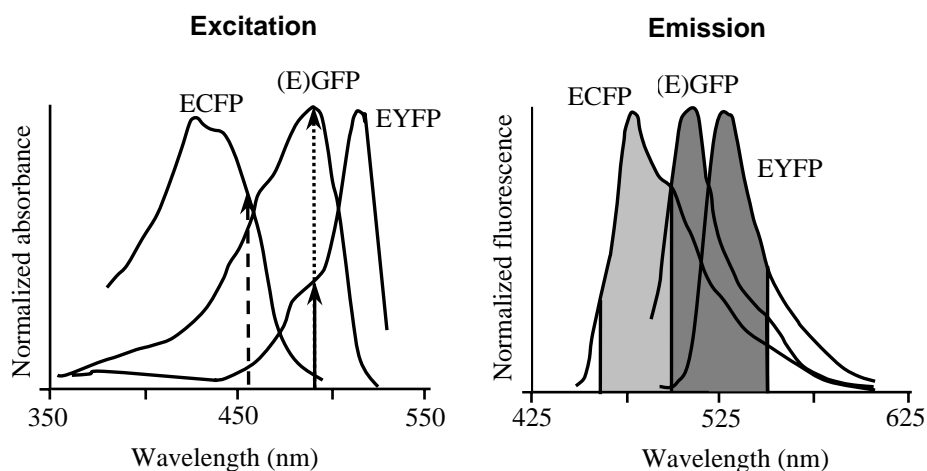 Excitation
ECFP
(E)GFP
EYFP
Normalized absorbance
350
450
550
Wavelength (nm)
Emission
ECFP
(E)GFP
EYFP
Normalized fluorescence
425
525
625
Wavelength (nm)